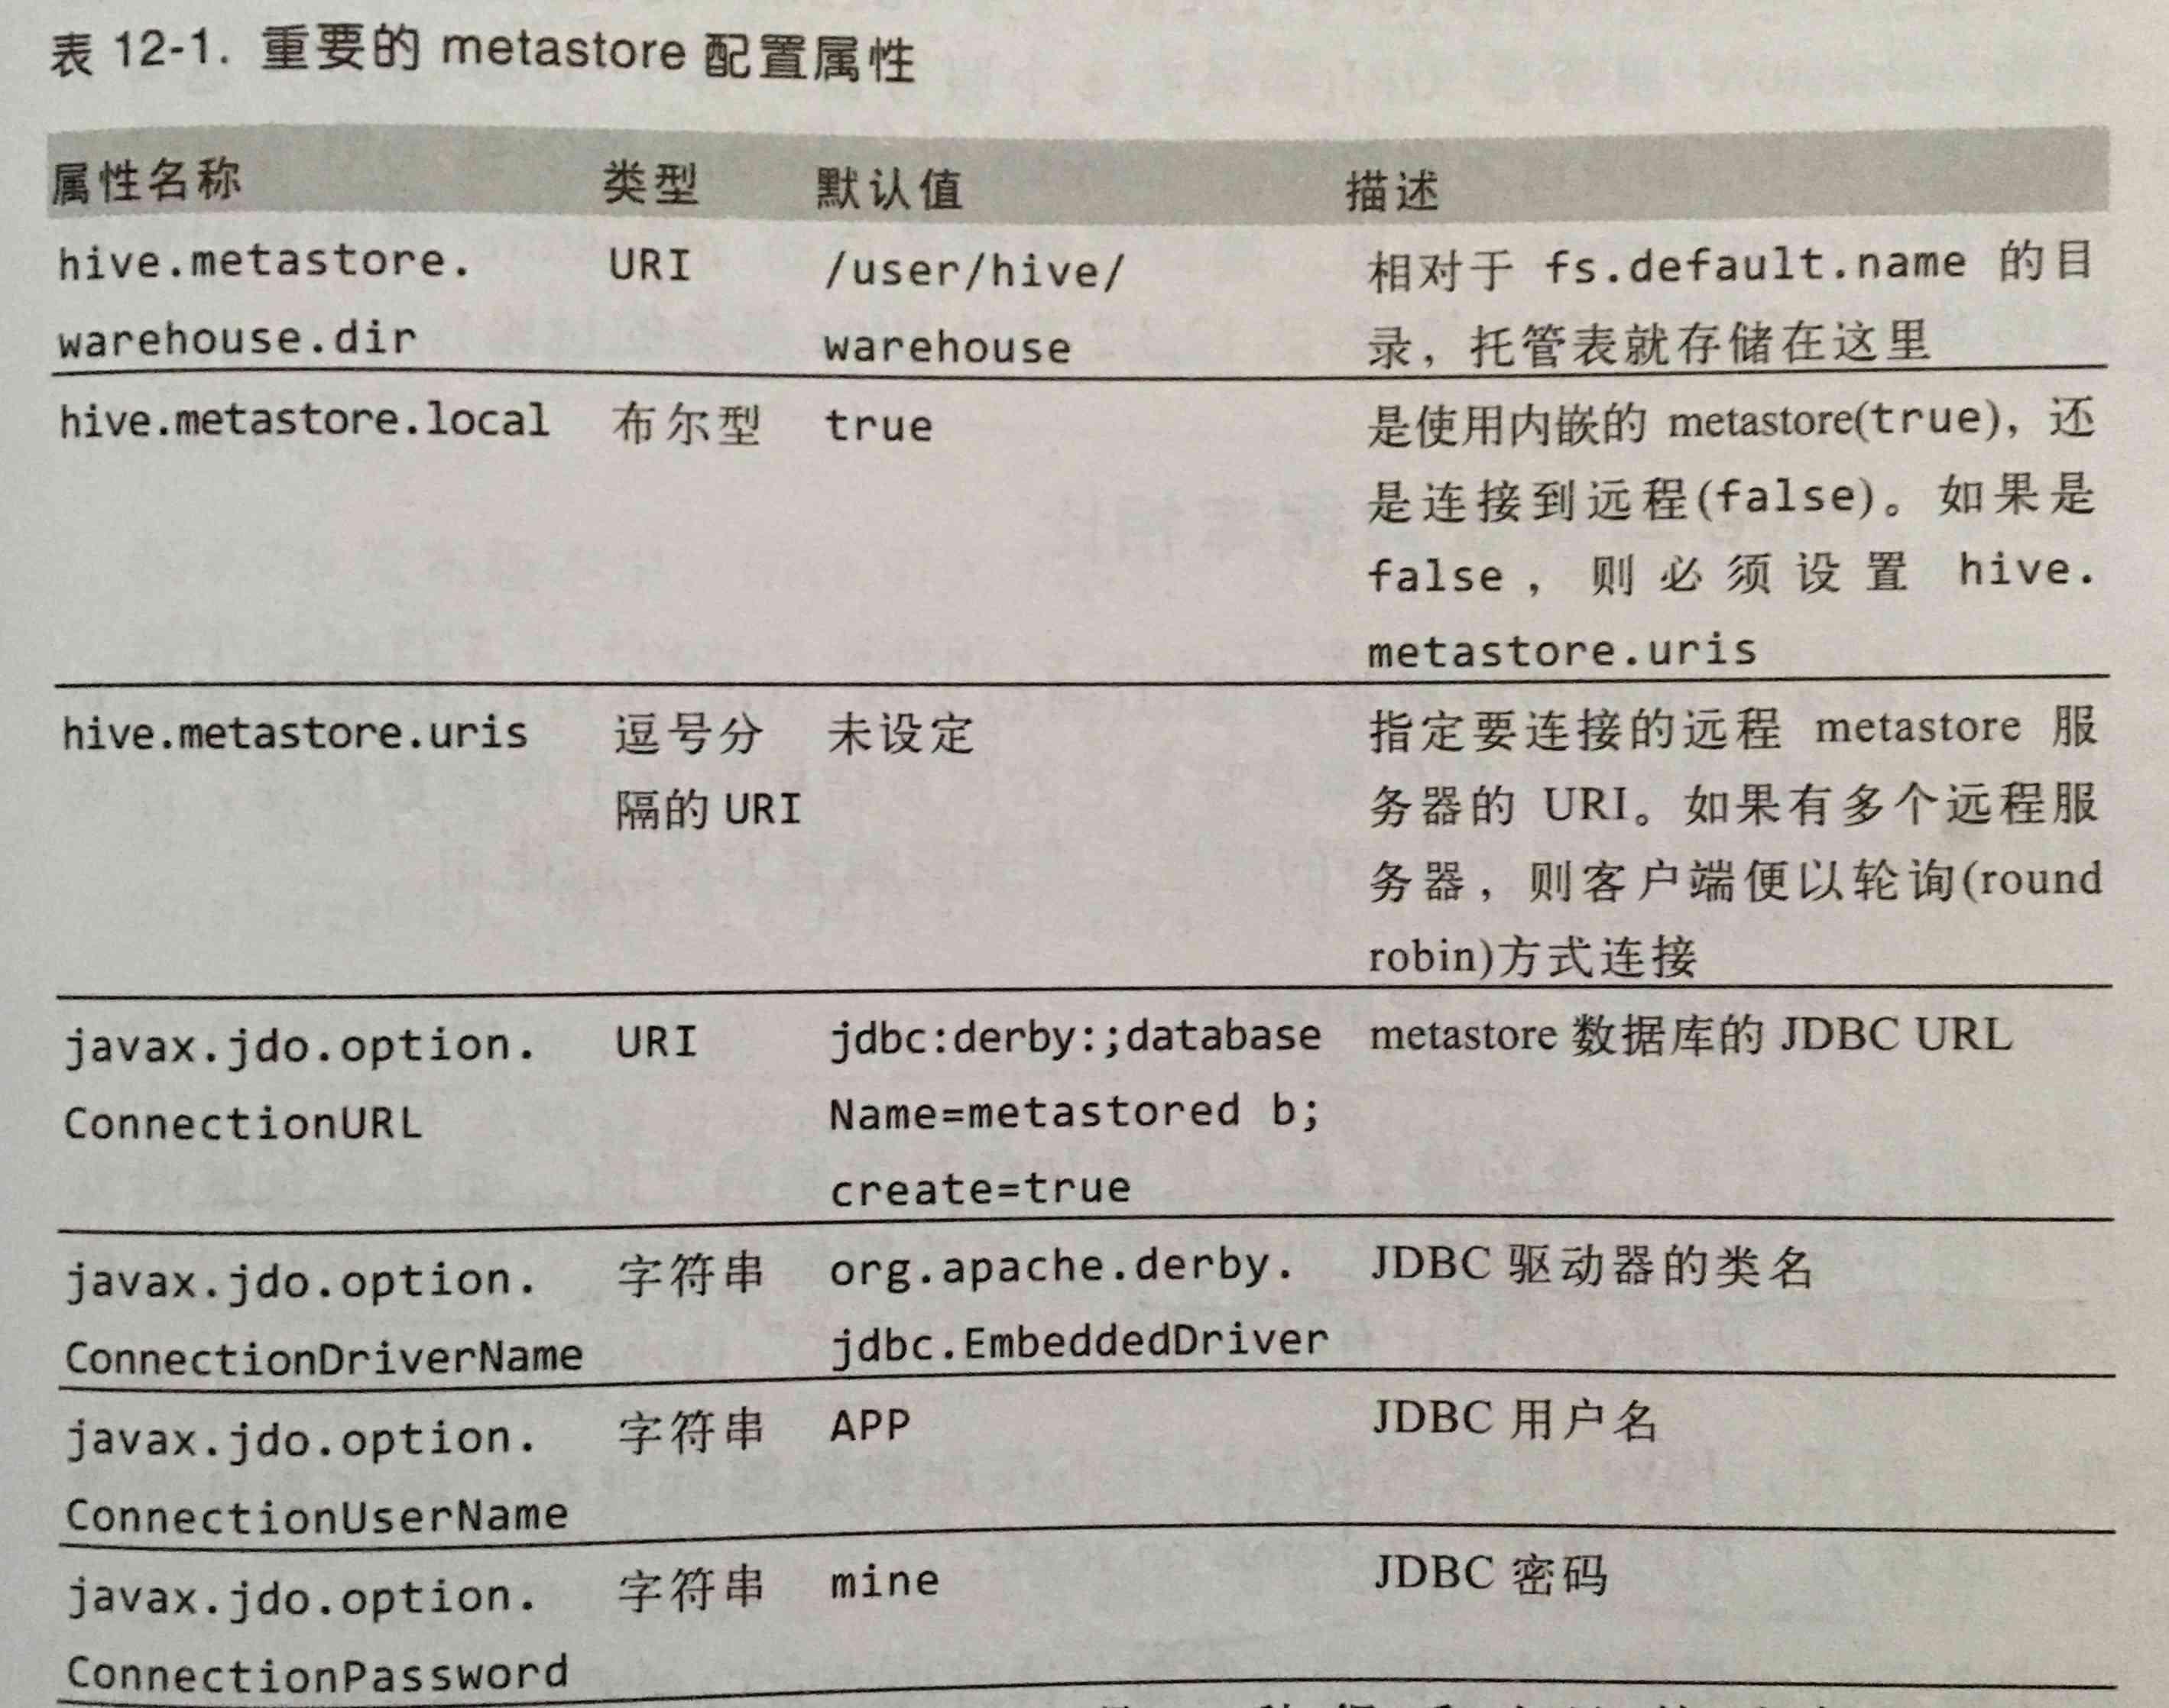 表 12-1. 重要的 metastore 配置属性
属性名称 类型 默认值 描述
hive.metastore. URI /user/hive/ 相对于 fs.default.name 的目
warehouse.dir warehouse 录，托管表就存储在这里
hive.metastore.local 布尔型 true 是使用内嵌的 metastore(true)，还
是连接到远程(false)。如果是
false，则必须设置 hive.
metastore.uris
hive.metastore.uris 逗号分 未设定 指定要连接的远程 metastore 服
隔的 URI 务器的 URI。如果有多个远程服
务器，则客户端便以轮询(round
robin)方式连接
javax.jdo.option. URI jdbc:derby:;database metastore 数据库的 JDBC URL
ConnectionURL Name=metastored b;
create=true
javax.jdo.option. 字符串 org.apache.derby. JDBC 驱动器的类名
ConnectionDriverName jdbc.EmbeddedDriver
javax.jdo.option. 字符串 APP JDBC 用户名
ConnectionUserName
javax.jdo.option. 字符串 mine JDBC 密码
ConnectionPassword